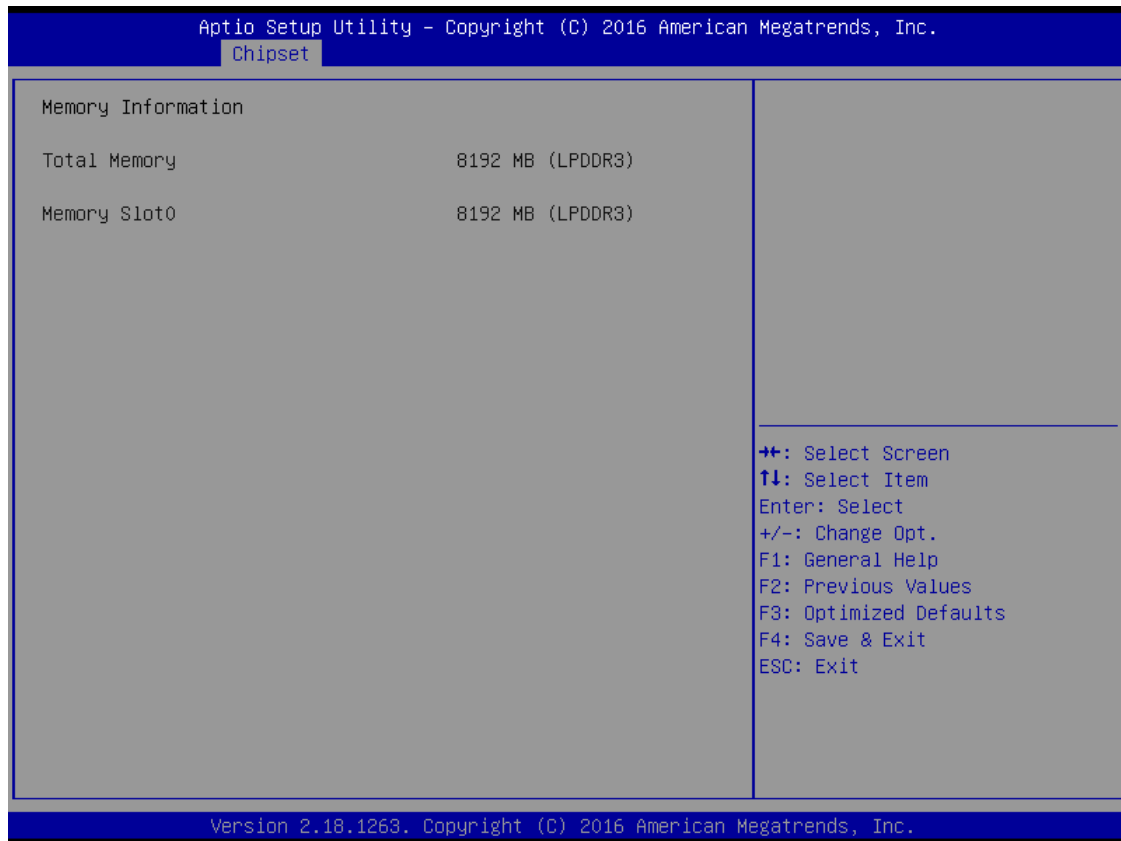 Aptio Setup Utility – Copyright (C) 2016 American Megatrends, Inc.
Chipset
Memory Information
Total Memory 8192 MB (LPDDR3)
Memory Slot0 8192 MB (LPDDR3)
→←: Select Screen
↑↓: Select Item
Enter: Select
+/-: Change Opt.
F1: General Help
F2: Previous Values
F3: Optimized Defaults
F4: Save & Exit
ESC: Exit
Version 2.18.1263. Copyright (C) 2016 American Megatrends, Inc.